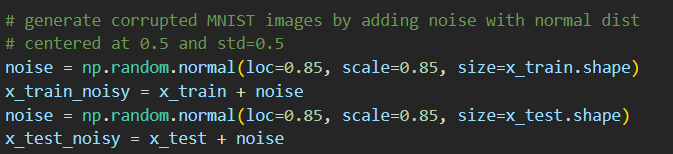 # generate corrupted MNIST images by adding noise with normal dist
# centered at 0.5 and std=0.5
noise = np.random.normal(loc=0.85, scale=0.85, size=x_train.shape)
x_train_noisy = x_train + noise
noise = np.random.normal(loc=0.85, scale=0.85, size=x_test.shape)
x_test_noisy = x_test + noise